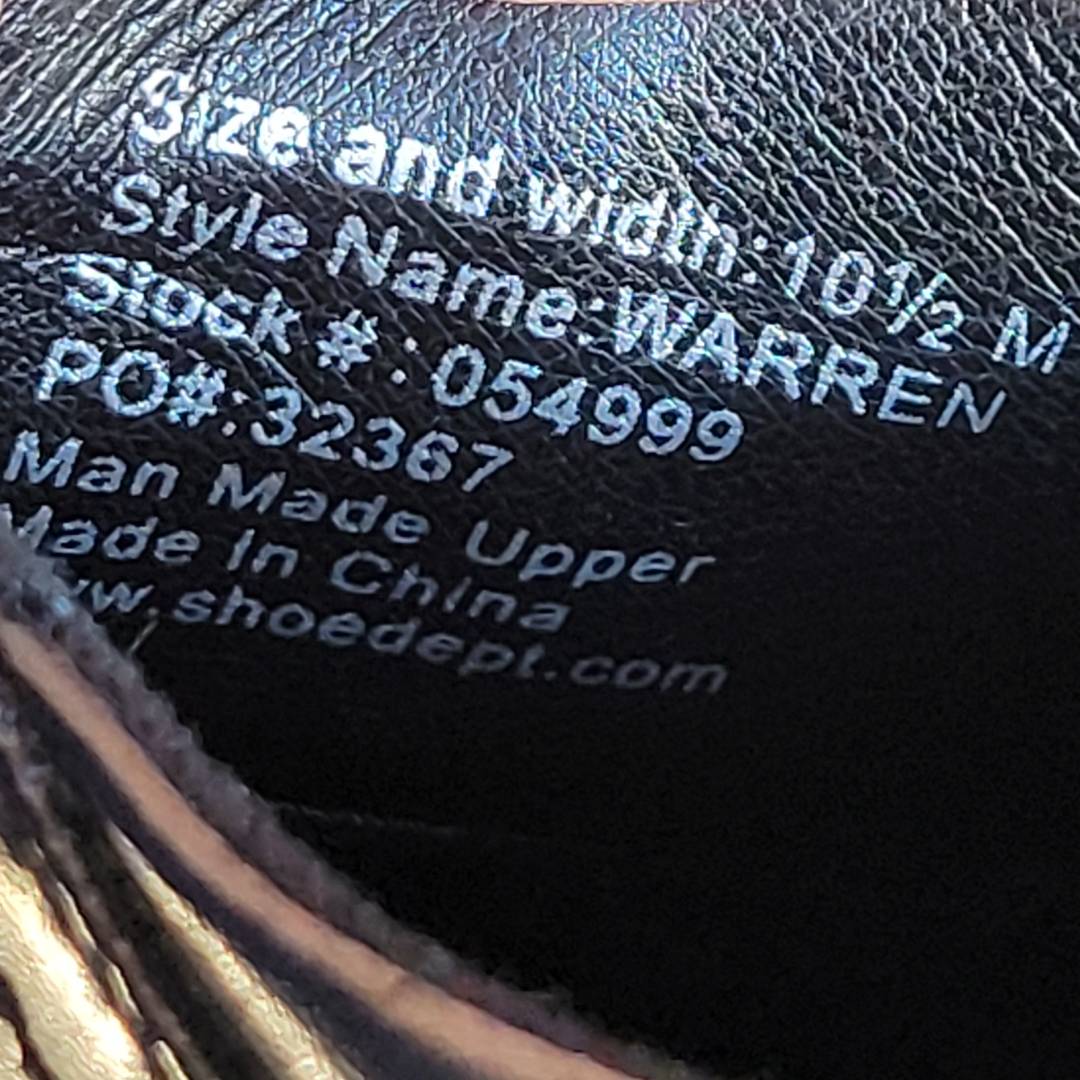 Size and width:10½ M
Style Name:WARREN
Stock #:054999
PO#:32367
Man Made Upper
Made In China
www.shoedept.com